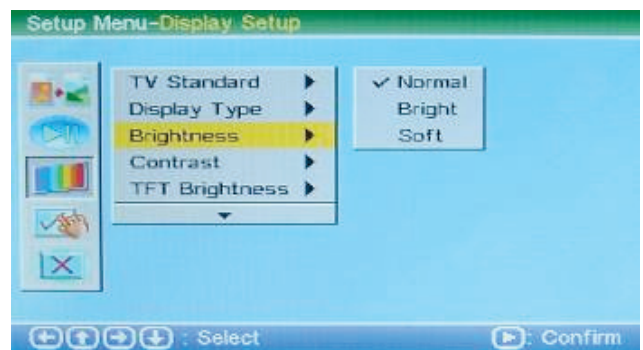 Setup Menu-Display Setup
TV Standard
Display Type
Brightness
Contrast
TFT Brightness
✓ Normal
Bright
Soft
: Select
: Confirm